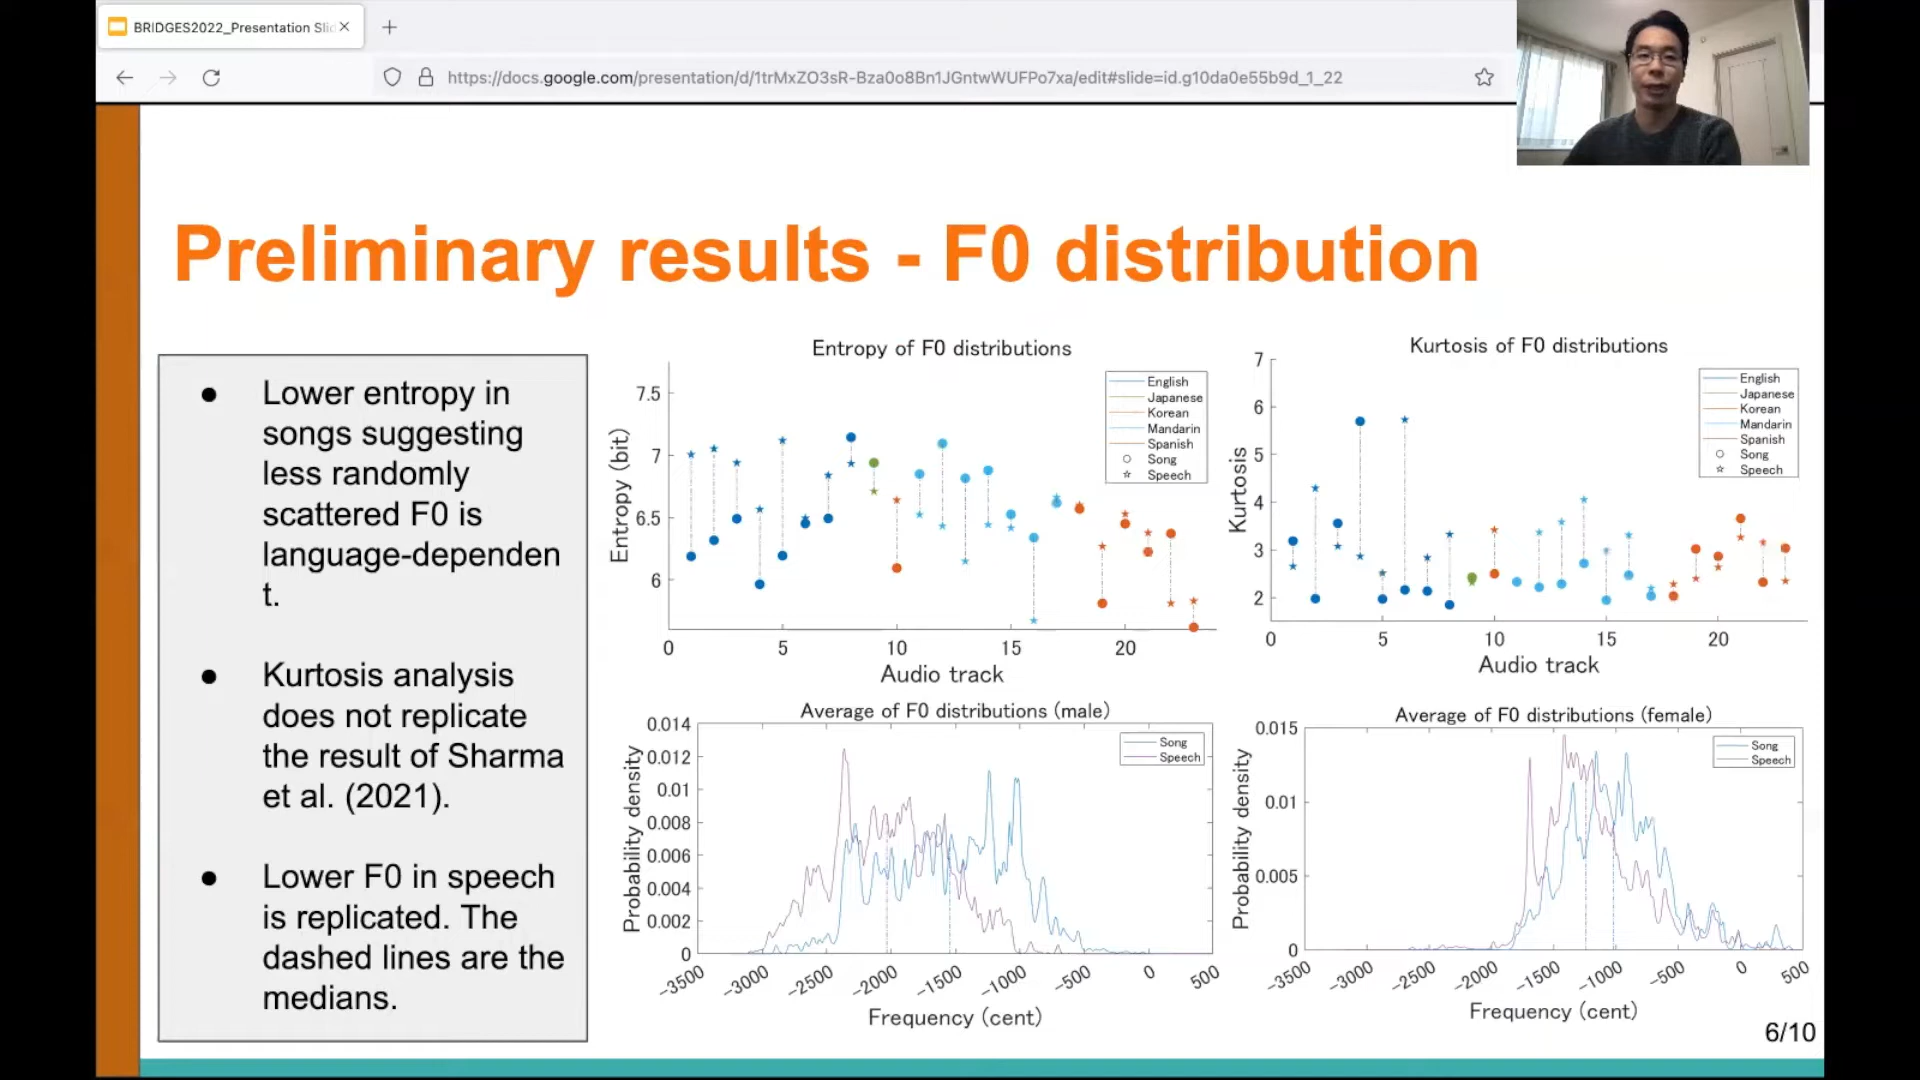 BRIDGES2022_Presentation Slid
https://docs.google.com/presentation/d/1trMxZO3sR-Bza0o8Bn1JGntwWUFPo7xa/edit#slide=id.g10da0e55b9d_1_22
Preliminary results - F0 distribution
● Lower entropy in
songs suggesting
less randomly
scattered F0 is
language-dependen
t.
● Kurtosis analysis
does not replicate
the result of Sharma
et al. (2021).
● Lower F0 in speech
is replicated. The
dashed lines are the
medians.
Entropy of F0 distributions
Entropy (bit)
7.5
7
6.5
6
0 5 10 15 20
Audio track
English
Japanese
Korean
Mandarin
Spanish
Song
Speech
Kurtosis of F0 distributions
Kurtosis
7
6
5
4
3
2
0 5 10 15 20
Audio track
English
Japanese
Korean
Mandarin
Spanish
Song
Speech
Average of F0 distributions (male)
Probability density
0.014
0.012
0.01
0.008
0.006
0.004
0.002
0
-3500 -3000 -2500 -2000 -1500 -1000 -500 0 500
Frequency (cent)
Song
Speech
Average of F0 distributions (female)
Probability density
0.015
0.01
0.005
0
-3500 -3000 -2500 -2000 -1500 -1000 -500 0 500
Frequency (cent)
Song
Speech
6/10